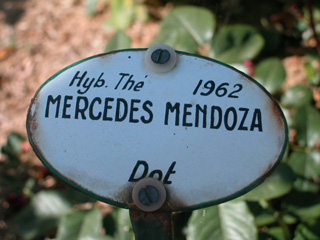 Hyb. Thé 1962
MERCEDES MENDOZA
Dot